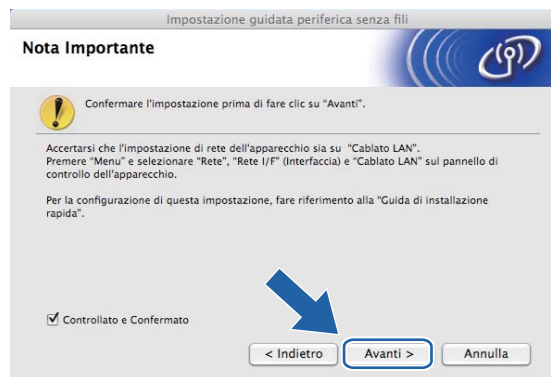 Impostazione guidata periferica senza fili
Nota Importante
Confermare l'impostazione prima di fare clic su "Avanti".
Accertarsi che l'impostazione di rete dell'apparecchio sia su "Cablato LAN".
Premere "Menu" e selezionare "Rete", "Rete I/F" (Interfaccia) e "Cablato LAN" sul pannello di
controllo dell'apparecchio.
Per la configurazione di questa impostazione, fare riferimento alla "Guida di installazione
rapida".
Controllato e Confermato
< Indietro
Avanti >
Annulla